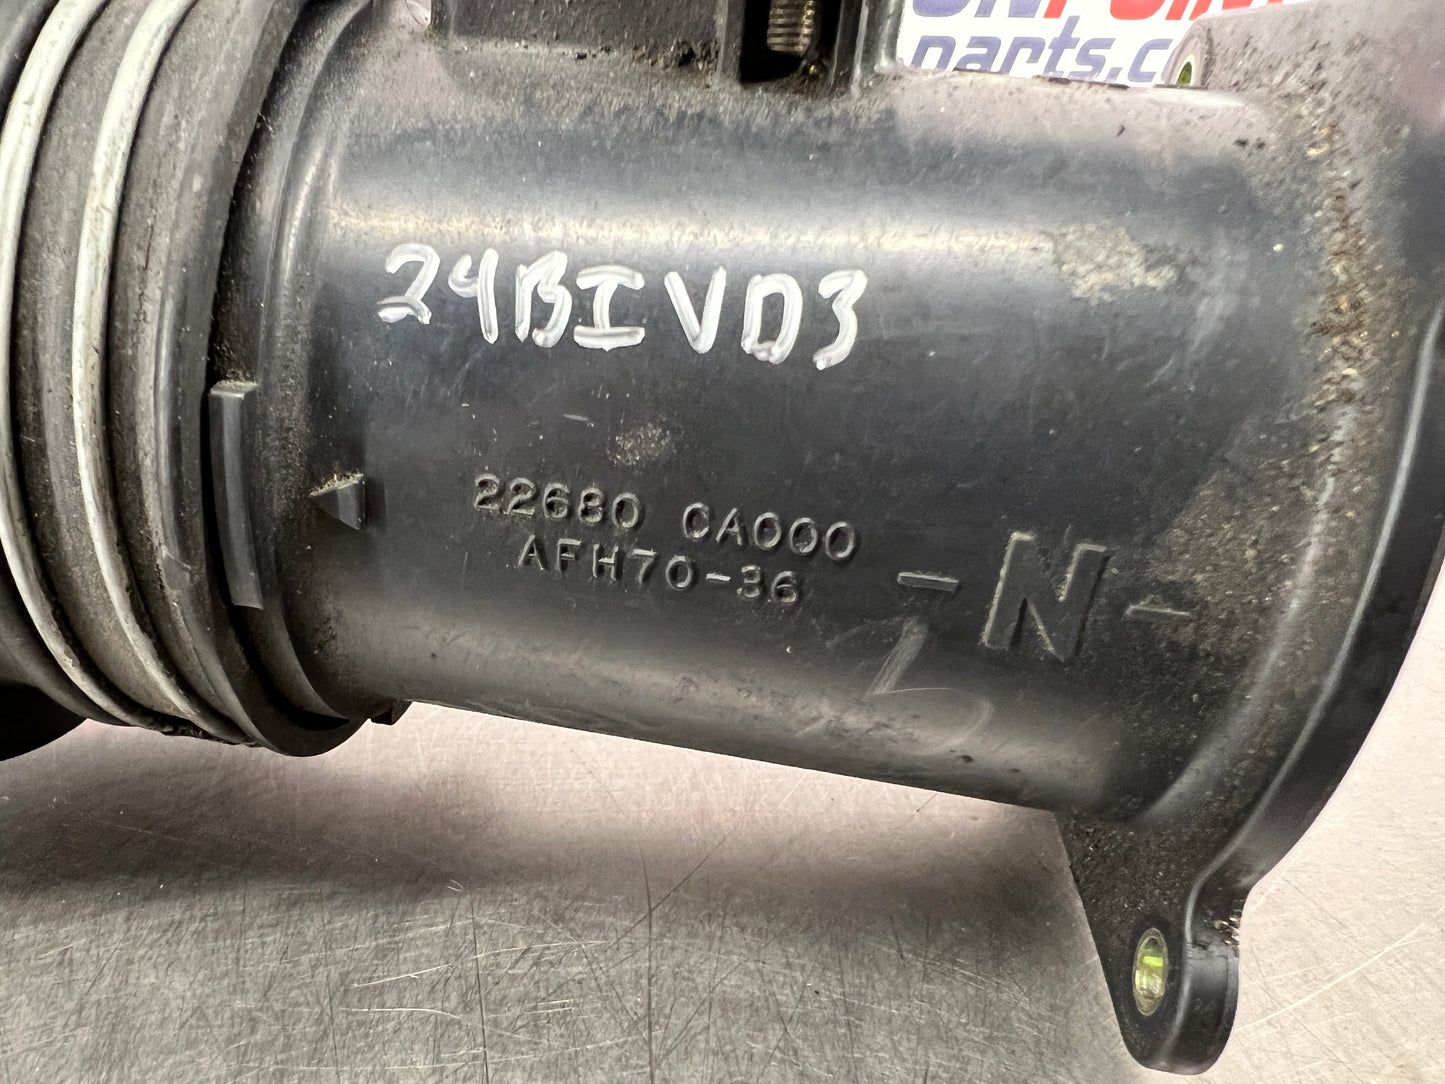 parts.c
24BIVD3
22680 CA000
AFH70-36
-N-